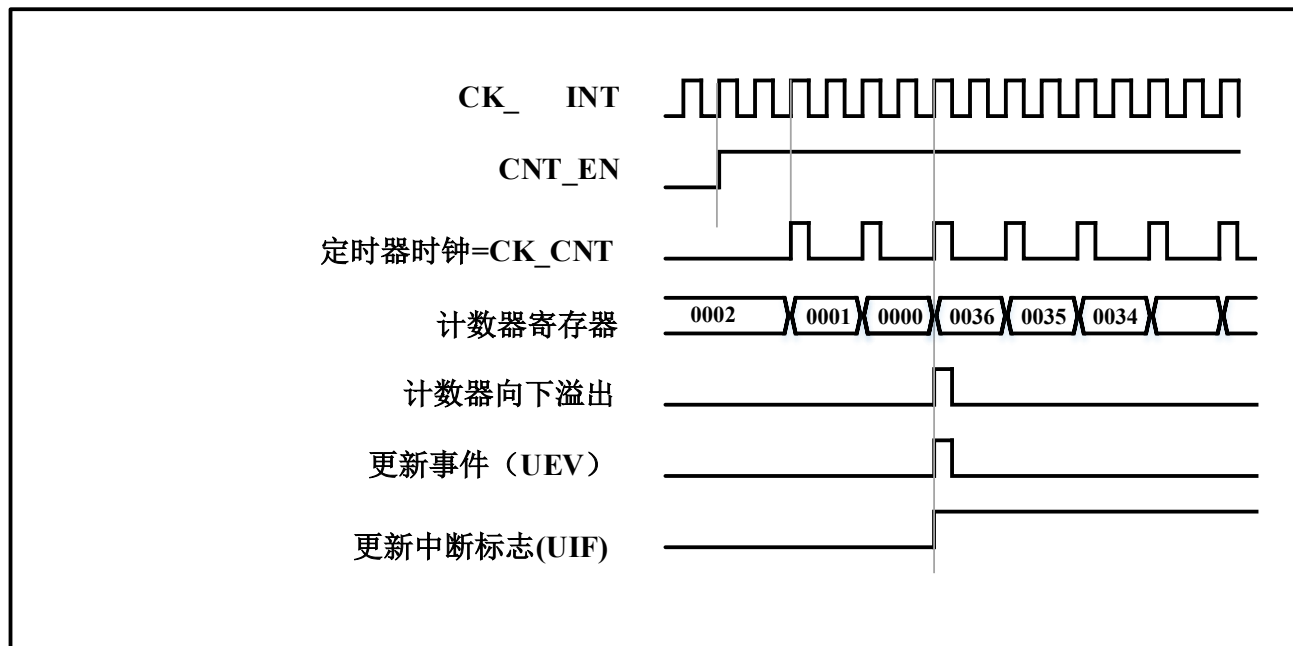 CK_ INT
CNT_EN
定时器时钟=CK_CNT
计数器寄存器 0002 0001 0000 0036 0035 0034
计数器向下溢出
更新事件（UEV）
更新中断标志(UIF)